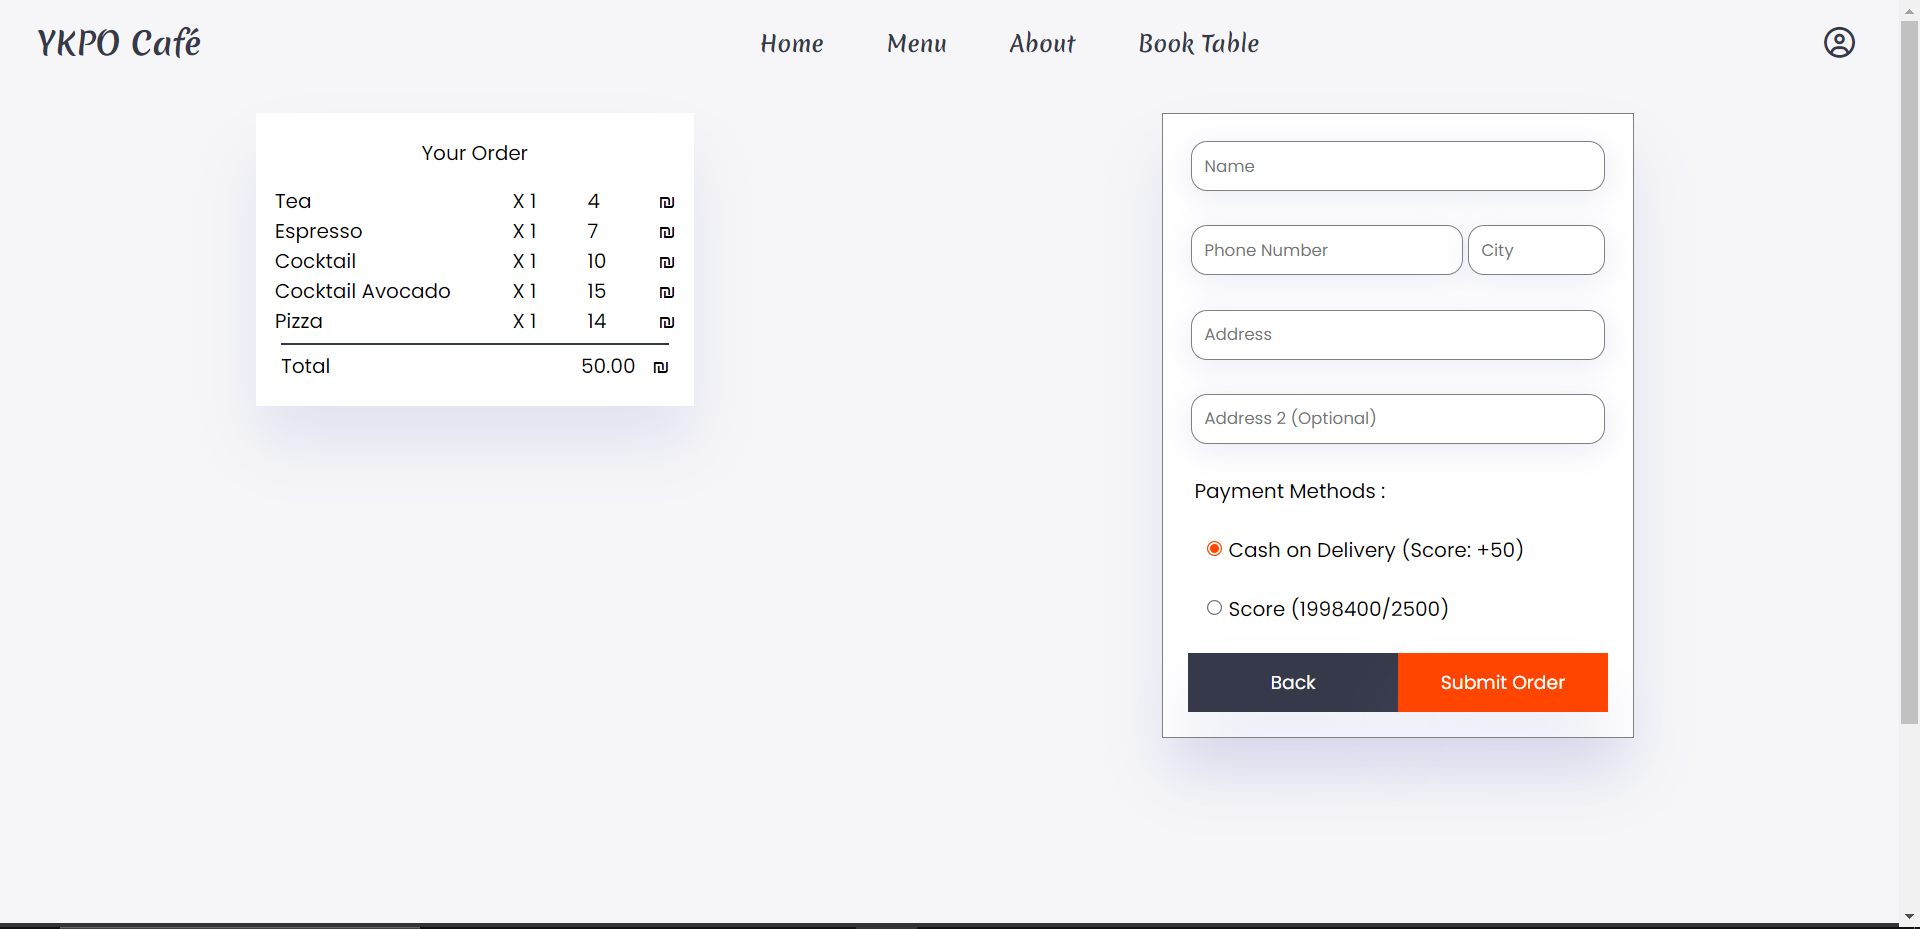 YKPO Café
Home Menu About Book Table
Your Order
Tea X 1 4 ₪
Espresso X 1 7 ₪
Cocktail X 1 10 ₪
Cocktail Avocado X 1 15 ₪
Pizza X 1 14 ₪
Total 50.00 ₪
Name
Phone Number City
Address
Address 2 (Optional)
Payment Methods :
Cash on Delivery (Score: +50)
Score (1998400/2500)
Back Submit Order